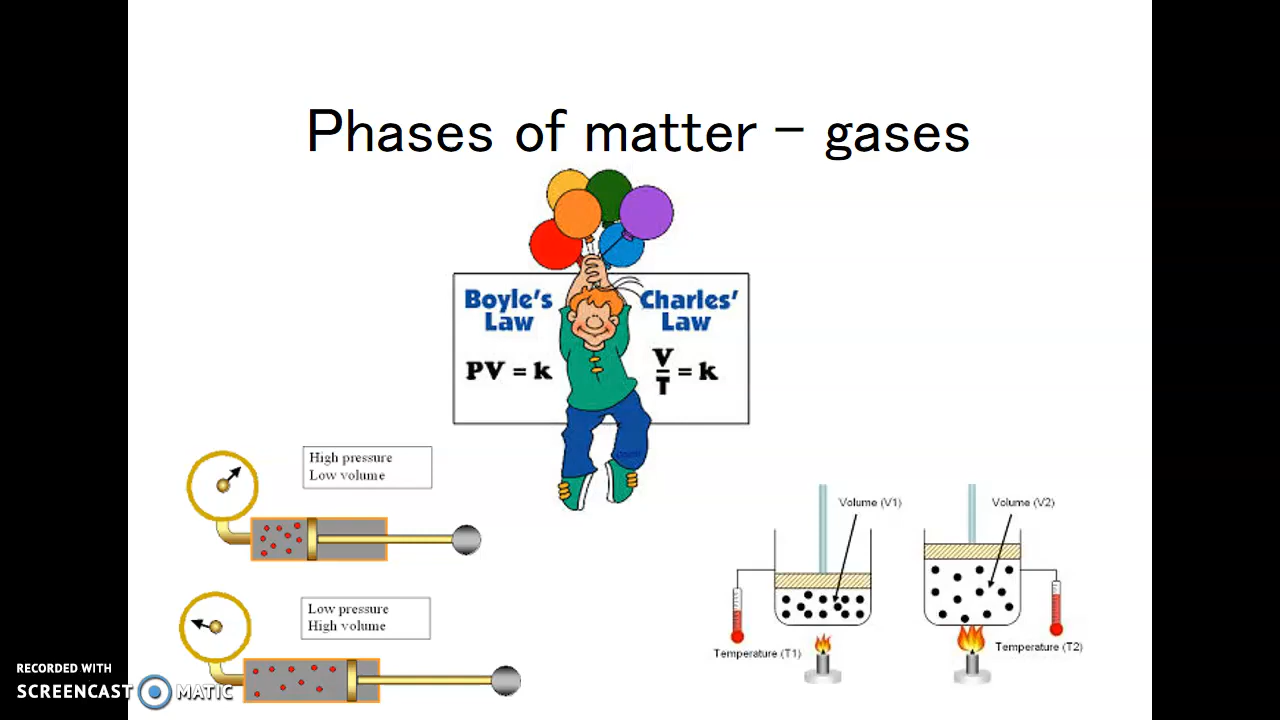 Phases of matter – gases
Boyle's
Law
PV = k
Charles'
Law
V
T
= k
High pressure
Low volume
Low pressure
High volume
Volume (V1)
Volume (V2)
Temperature (T1)
Temperature (T2)
RECORDED WITH
SCREENCAST MATIC